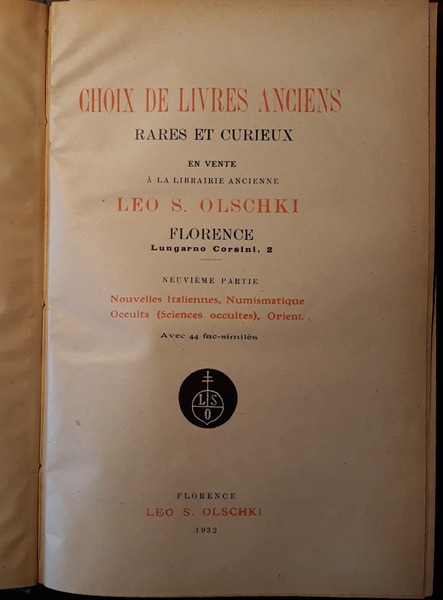 CHOIX DE LIVRES ANCIENS
RARES ET CURIEUX
EN VENTE
À LA LIBRAIRIE ANCIENNE
LEO S. OLSCHKI
FLORENCE
Lungarno Corsini, 2
NEUVIÈME PARTIE
Nouvelles Italiennes, Numismatique
Occulta (Sciences occultes), Orient.
Avec 44 fac-similés
L S
O
FLORENCE
LEO S. OLSCHKI
1932